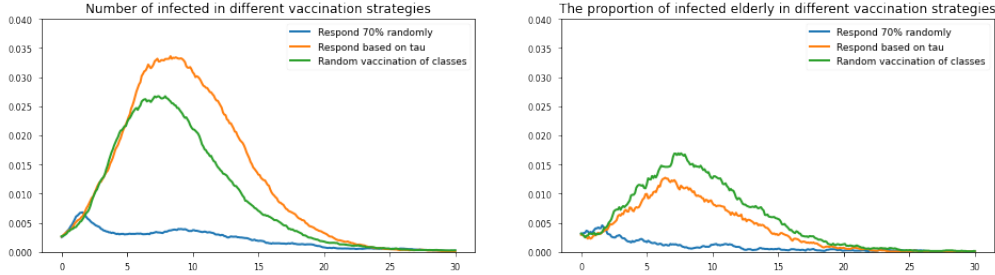 Number of infected in different vaccination strategies
0.040
0.035
0.030
0.025
0.020
0.015
0.010
0.005
0.000
0 5 10 15 20 25 30
Respond 70% randomly
Respond based on tau
Random vaccination of classes
The proportion of infected elderly in different vaccination strategies
0.040
0.035
0.030
0.025
0.020
0.015
0.010
0.005
0.000
0 5 10 15 20 25 30
Respond 70% randomly
Respond based on tau
Random vaccination of classes